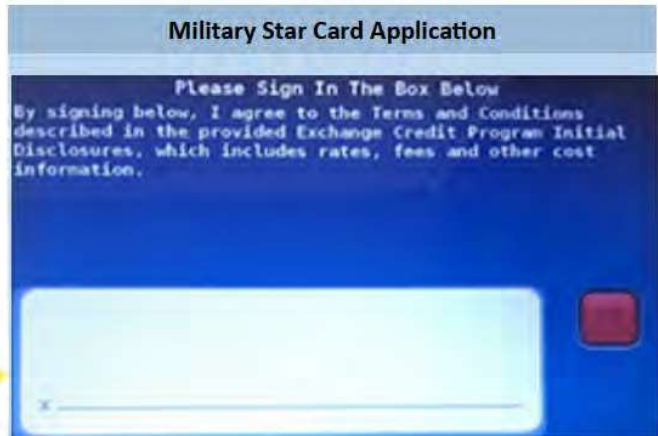 Military Star Card Application
Please Sign In The Box Below
By signing below, I agree to the Terms and Conditions
described in the provided Exchange Credit Program Initial
Disclosures, which includes rates, fees and other cost
information.
x